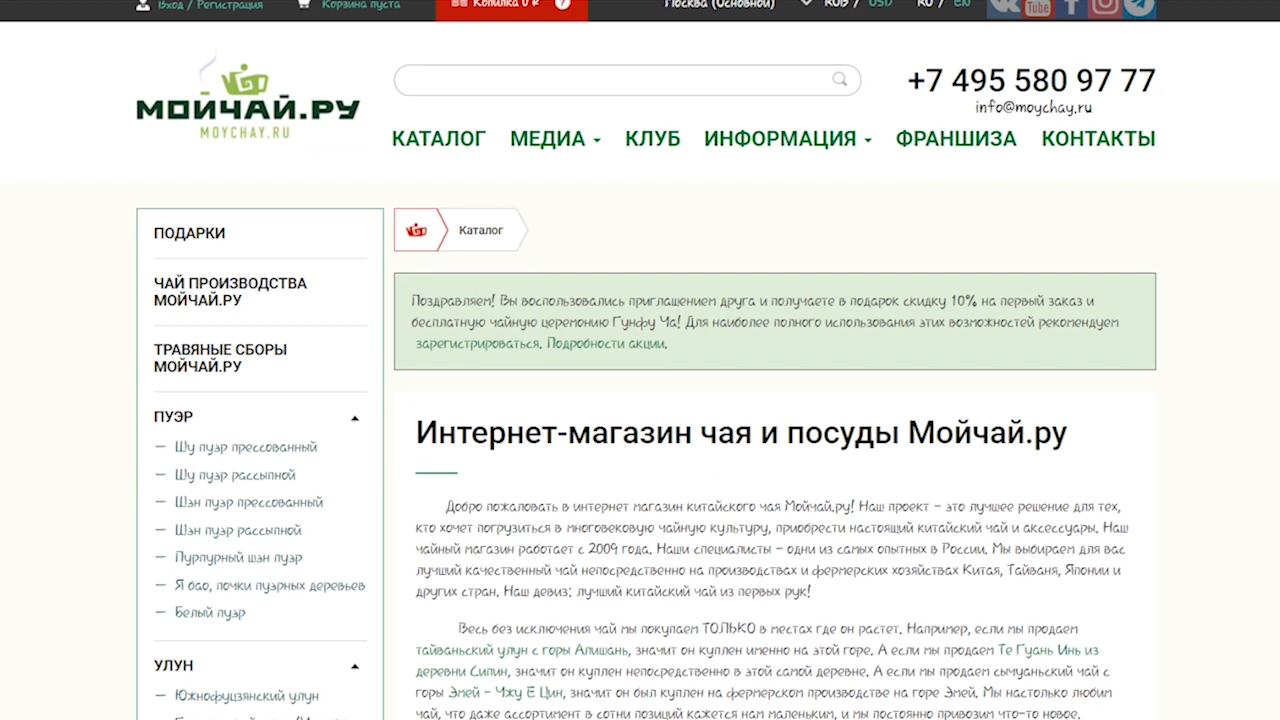 Вход / Регистрация
Корзина пуста
Копилка 0 ₽ ?
Москва (Основной)
RUB / USD
RU / EN
You Tube
МОЙЧАЙ.РУ
MOYCHAY.RU
+7 495 580 97 77
info@moychay.ru
КАТАЛОГ МЕДИА КЛУБ ИНФОРМАЦИЯ ФРАНШИЗА КОНТАКТЫ
ПОДАРКИ
ЧАЙ ПРОИЗВОДСТВА
МОЙЧАЙ.РУ
ТРАВЯНЫЕ СБОРЫ
МОЙЧАЙ.РУ
ПУЭР
— Шу пуэр прессованный
— Шу пуэр рассыпной
— Шэн пуэр прессованный
— Шэн пуэр рассыпной
— Пурпурный шэн пуэр
— Я бао, почки пуэрных деревьев
— Белый пуэр
УЛУН
— Южнофуцзянский улун
Каталог
Поздравляем! Вы воспользовались приглашением друга и получаете в подарок скидку 10% на первый заказ и
бесплатную чайную церемонию Гунфу Ча! Для наиболее полного использования этих возможностей рекомендуем
зарегистрироваться. Подробности акции.
Интернет-магазин чая и посуды Мойчай.ру
Добро пожаловать в интернет магазин китайского чая Мойчай.ру! Наш проект – это лучшее решение для тех,
кто хочет погрузиться в многовековую чайную культуру, приобрести настоящий китайский чай и аксессуары. Наш
чайный магазин работает с 2009 года. Наши специалисты – одни из самых опытных в России. Мы выбираем для вас
лучший качественный чай непосредственно на производствах и фермерских хозяйствах Китая, Тайваня, Японии и
других стран. Наш девиз: лучший китайский чай из первых рук!
Весь без исключения чай мы покупаем ТОЛЬКО в местах где он растет. Например, если мы продаем
тайваньский улун с горы Алишань, значит он куплен именно на этой горе. А если мы продаем Те Гуань Инь из
деревни Сипин, значит он куплен непосредственно в этой самой деревне. А если мы продаем сычуаньский чай с
горы Эмей – Чжу Е Цин, значит он был куплен на фермерском производстве на горе Эмей. Мы настолько любим
чай, что даже ассортимент в сотни позиций кажется нам маленьким, и мы постоянно привозим что-то новое.